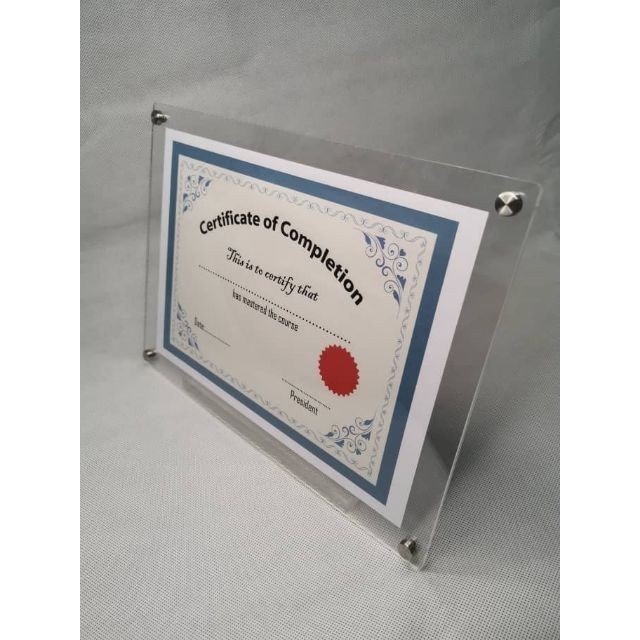 Certificate of Completion
This is to certify that
has mastered the course
Date
President